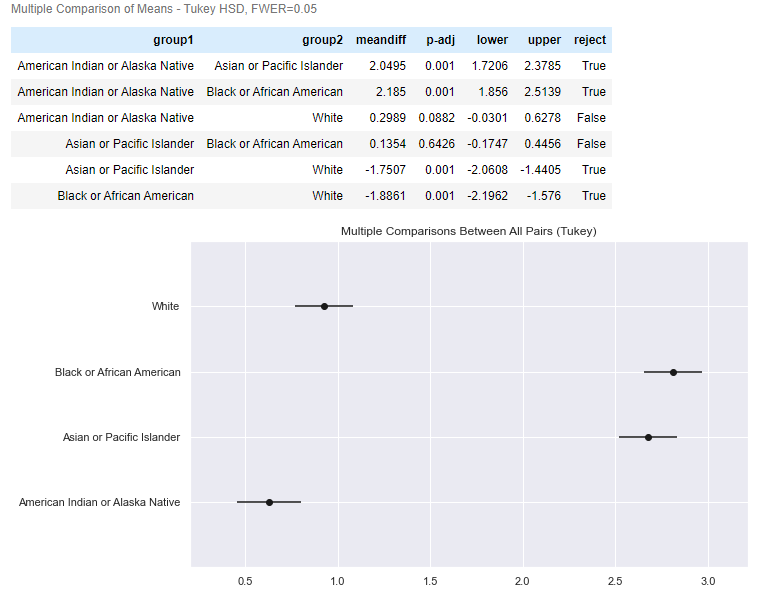 Multiple Comparison of Means - Tukey HSD, FWER=0.05
group1 group2 meandiff p-adj lower upper reject
American Indian or Alaska Native Asian or Pacific Islander 2.0495 0.001 1.7206 2.3785 True
American Indian or Alaska Native Black or African American 2.185 0.001 1.856 2.5139 True
American Indian or Alaska Native White 0.2989 0.0882 -0.0301 0.6278 False
Asian or Pacific Islander Black or African American 0.1354 0.6426 -0.1747 0.4456 False
Asian or Pacific Islander White -1.7507 0.001 -2.0608 -1.4405 True
Black or African American White -1.8861 0.001 -2.1962 -1.576 True
Multiple Comparisons Between All Pairs (Tukey)
White
Black or African American
Asian or Pacific Islander
American Indian or Alaska Native
0.5 1.0 1.5 2.0 2.5 3.0